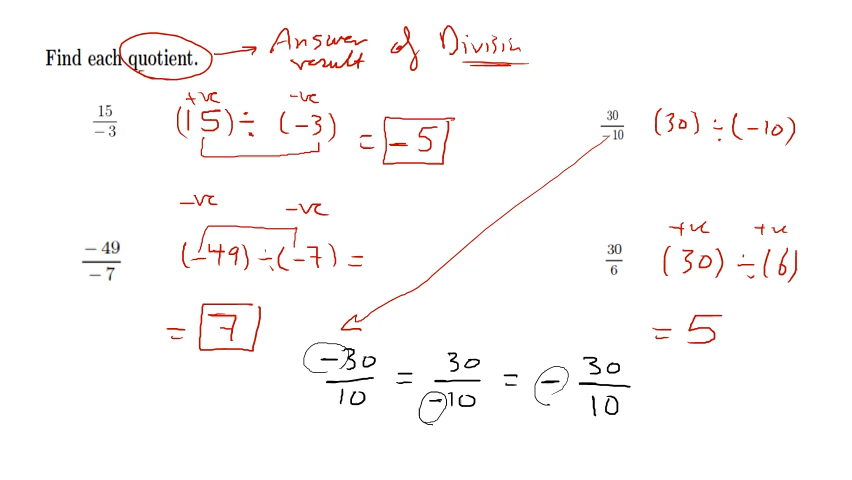 Find each quotient. → Answer of Division
result
+ve -ve
15/-3 (15) ÷ (-3) = -5
30/-10 (30) ÷ (-10)
-ve -ve
-49/-7 (-49) ÷ (-7) =
= 7
+ve +ve
30/6 (30) ÷ (6)
= 5
-30/10 = 30/-10 = - 30/10